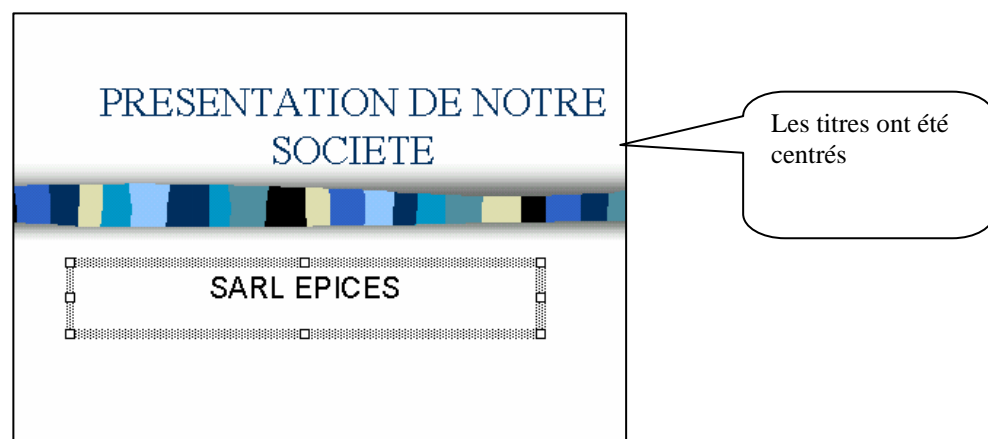 PRESENTATION DE NOTRE
SOCIETE
SARL EPICES
Les titres ont été
centrés